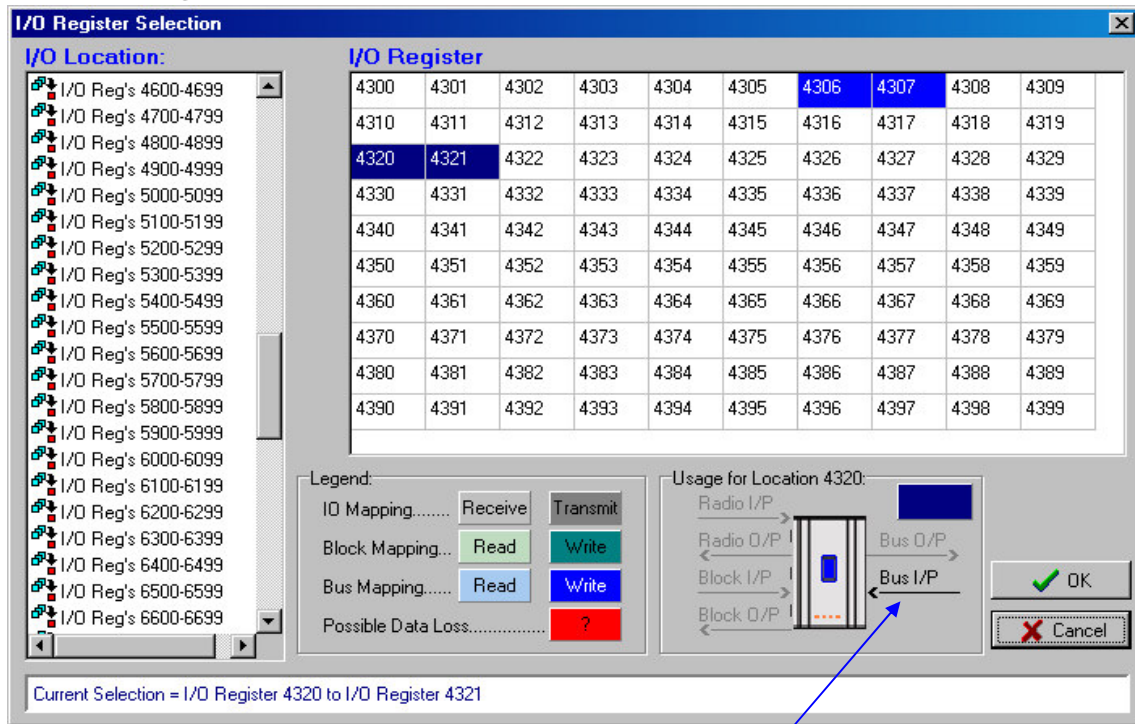 I/O Register Selection
I/O Location:
I/O Reg's 4600-4699
I/O Reg's 4700-4799
I/O Reg's 4800-4899
I/O Reg's 4900-4999
I/O Reg's 5000-5099
I/O Reg's 5100-5199
I/O Reg's 5200-5299
I/O Reg's 5300-5399
I/O Reg's 5400-5499
I/O Reg's 5500-5599
I/O Reg's 5600-5699
I/O Reg's 5700-5799
I/O Reg's 5800-5899
I/O Reg's 5900-5999
I/O Reg's 6000-6099
I/O Reg's 6100-6199
I/O Reg's 6200-6299
I/O Reg's 6300-6399
I/O Reg's 6400-6499
I/O Reg's 6500-6599
I/O Reg's 6600-6699
I/O Register
4300 4301 4302 4303 4304 4305 4306 4307 4308 4309
4310 4311 4312 4313 4314 4315 4316 4317 4318 4319
4320 4321 4322 4323 4324 4325 4326 4327 4328 4329
4330 4331 4332 4333 4334 4335 4336 4337 4338 4339
4340 4341 4342 4343 4344 4345 4346 4347 4348 4349
4350 4351 4352 4353 4354 4355 4356 4357 4358 4359
4360 4361 4362 4363 4364 4365 4366 4367 4368 4369
4370 4371 4372 4373 4374 4375 4376 4377 4378 4379
4380 4381 4382 4383 4384 4385 4386 4387 4388 4389
4390 4391 4392 4393 4394 4395 4396 4397 4398 4399
Legend:
IO Mapping........ Receive Transmit
Block Mapping... Read Write
Bus Mapping...... Read Write
Possible Data Loss................. ?
Usage for Location 4320:
Radio I/P
Radio O/P Bus O/P
Block I/P Bus I/P
Block O/P
OK
Cancel
Current Selection = I/O Register 4320 to I/O Register 4321